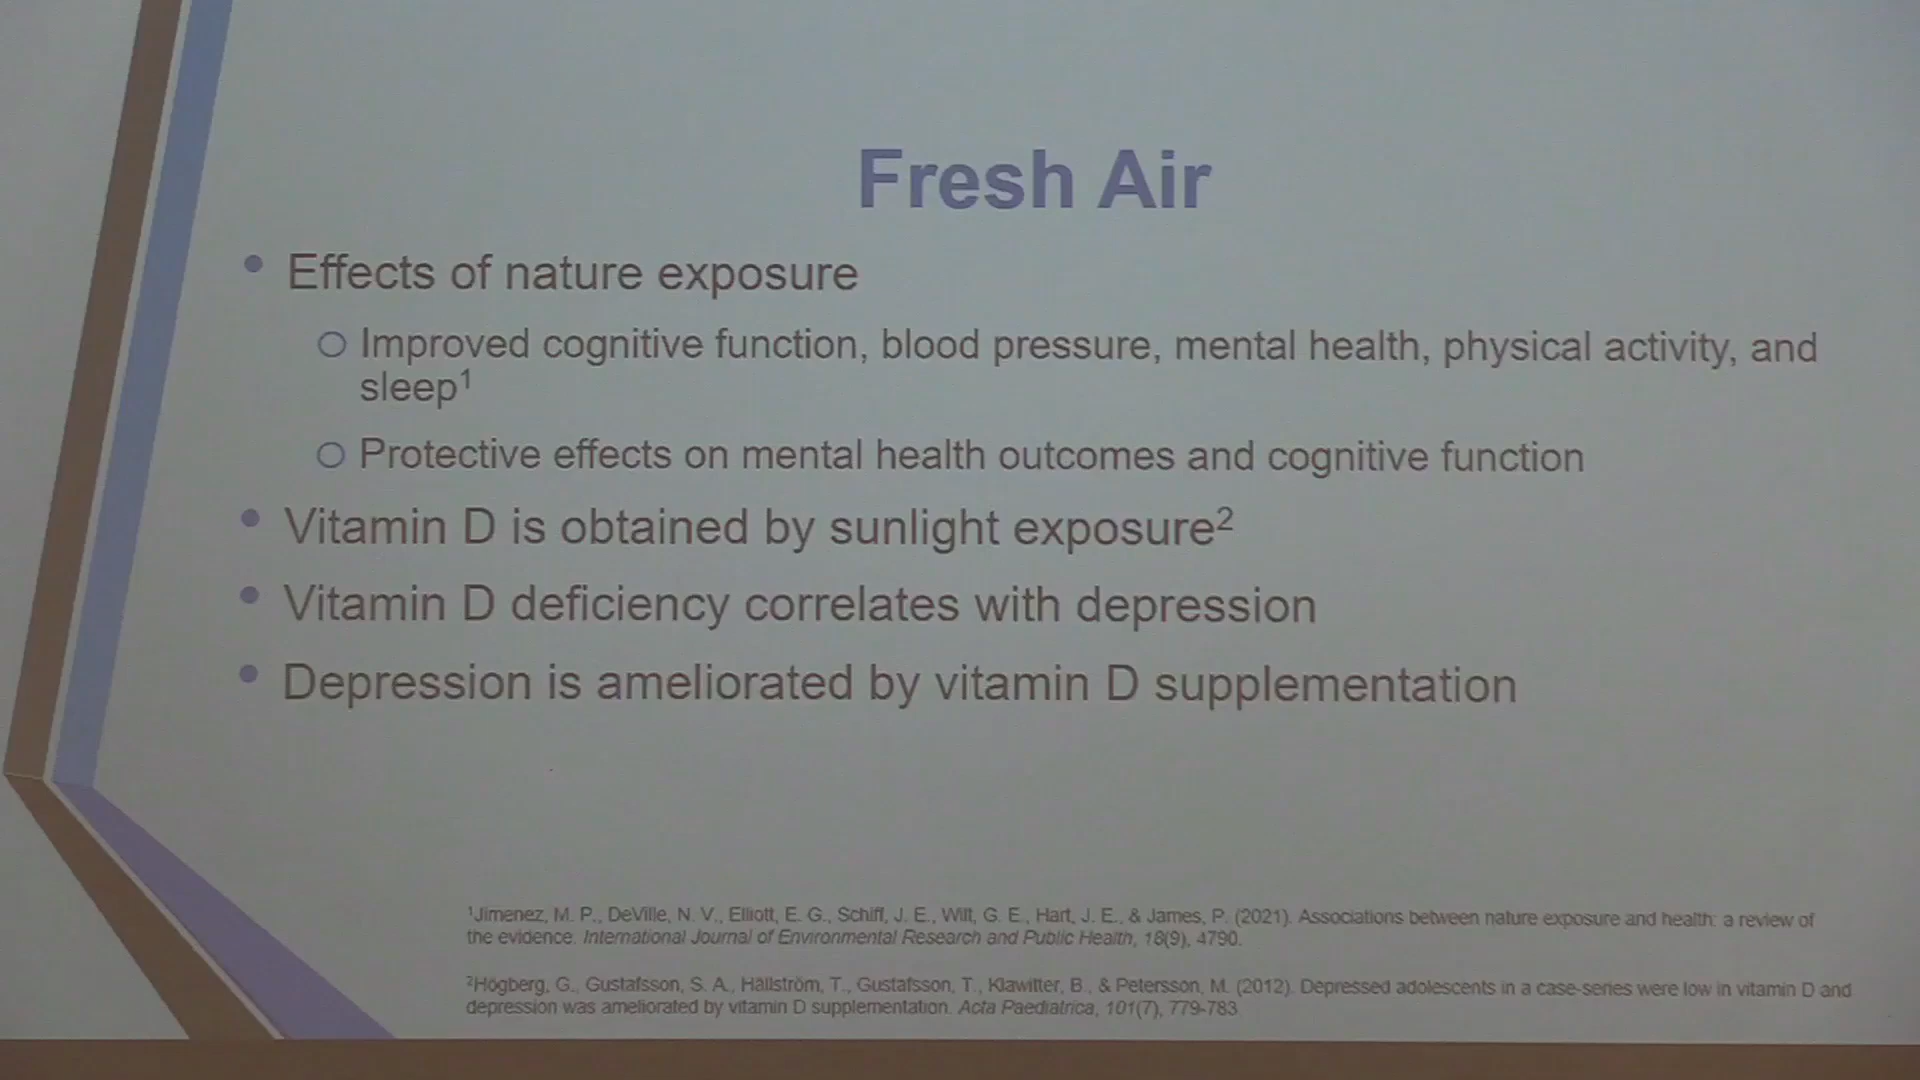 Fresh Air
• Effects of nature exposure
○ Improved cognitive function, blood pressure, mental health, physical activity, and
sleep¹
○ Protective effects on mental health outcomes and cognitive function
• Vitamin D is obtained by sunlight exposure²
• Vitamin D deficiency correlates with depression
• Depression is ameliorated by vitamin D supplementation
¹Jimenez, M. P., DeVille, N. V., Elliott, E. G., Schiff, J. E., Wilt, G. E., Hart, J. E., & James, P. (2021). Associations between nature exposure and health: a review of
the evidence. International Journal of Environmental Research and Public Health, 18(9), 4790.
²Högberg, G., Gustafsson, S. A., Hällström, T., Gustafsson, T., Klawitter, B., & Petersson, M. (2012). Depressed adolescents in a case-series were low in vitamin D and
depression was ameliorated by vitamin D supplementation. Acta Paediatrica, 101(7), 779-783.